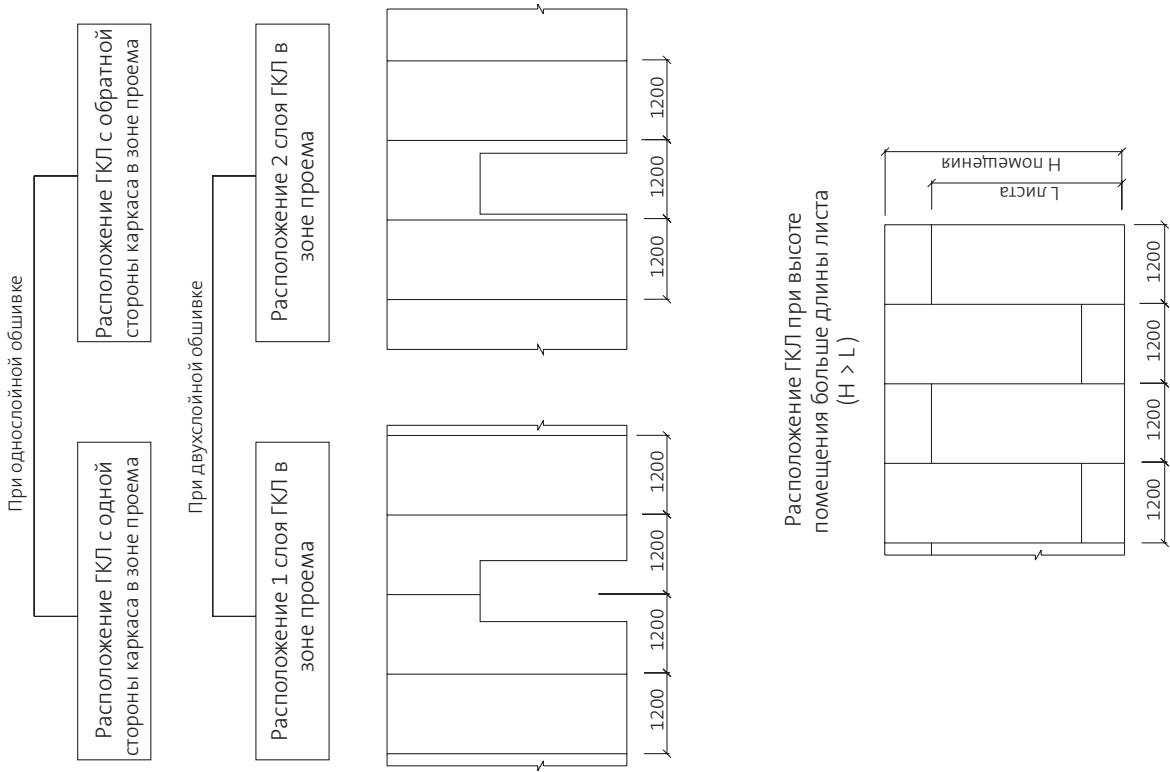 При однослойной обшивке
Расположение ГКЛ с одной
стороны каркаса в зоне проема
Расположение ГКЛ с обратной
стороны каркаса в зоне проема
При двухслойной обшивке
Расположение 1 слоя ГКЛ в
зоне проема
Расположение 2 слоя ГКЛ в
зоне проема
1200
1200
1200
1200
1200
1200
1200
Расположение ГКЛ при высоте
помещения больше длины листа
(H > L )
1200
1200
1200
1200
L листа
H помещения